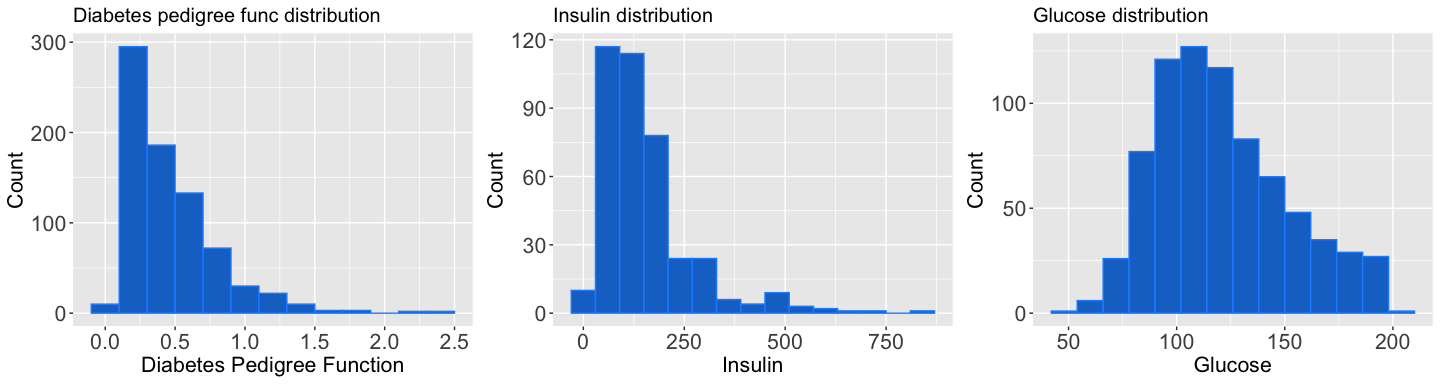 Diabetes pedigree func distribution
300
200
100
0
Count
0.0 0.5 1.0 1.5 2.0 2.5
Diabetes Pedigree Function
Insulin distribution
120
90
60
30
0
Count
0 250 500 750
Insulin
Glucose distribution
100
50
0
Count
50 100 150 200
Glucose